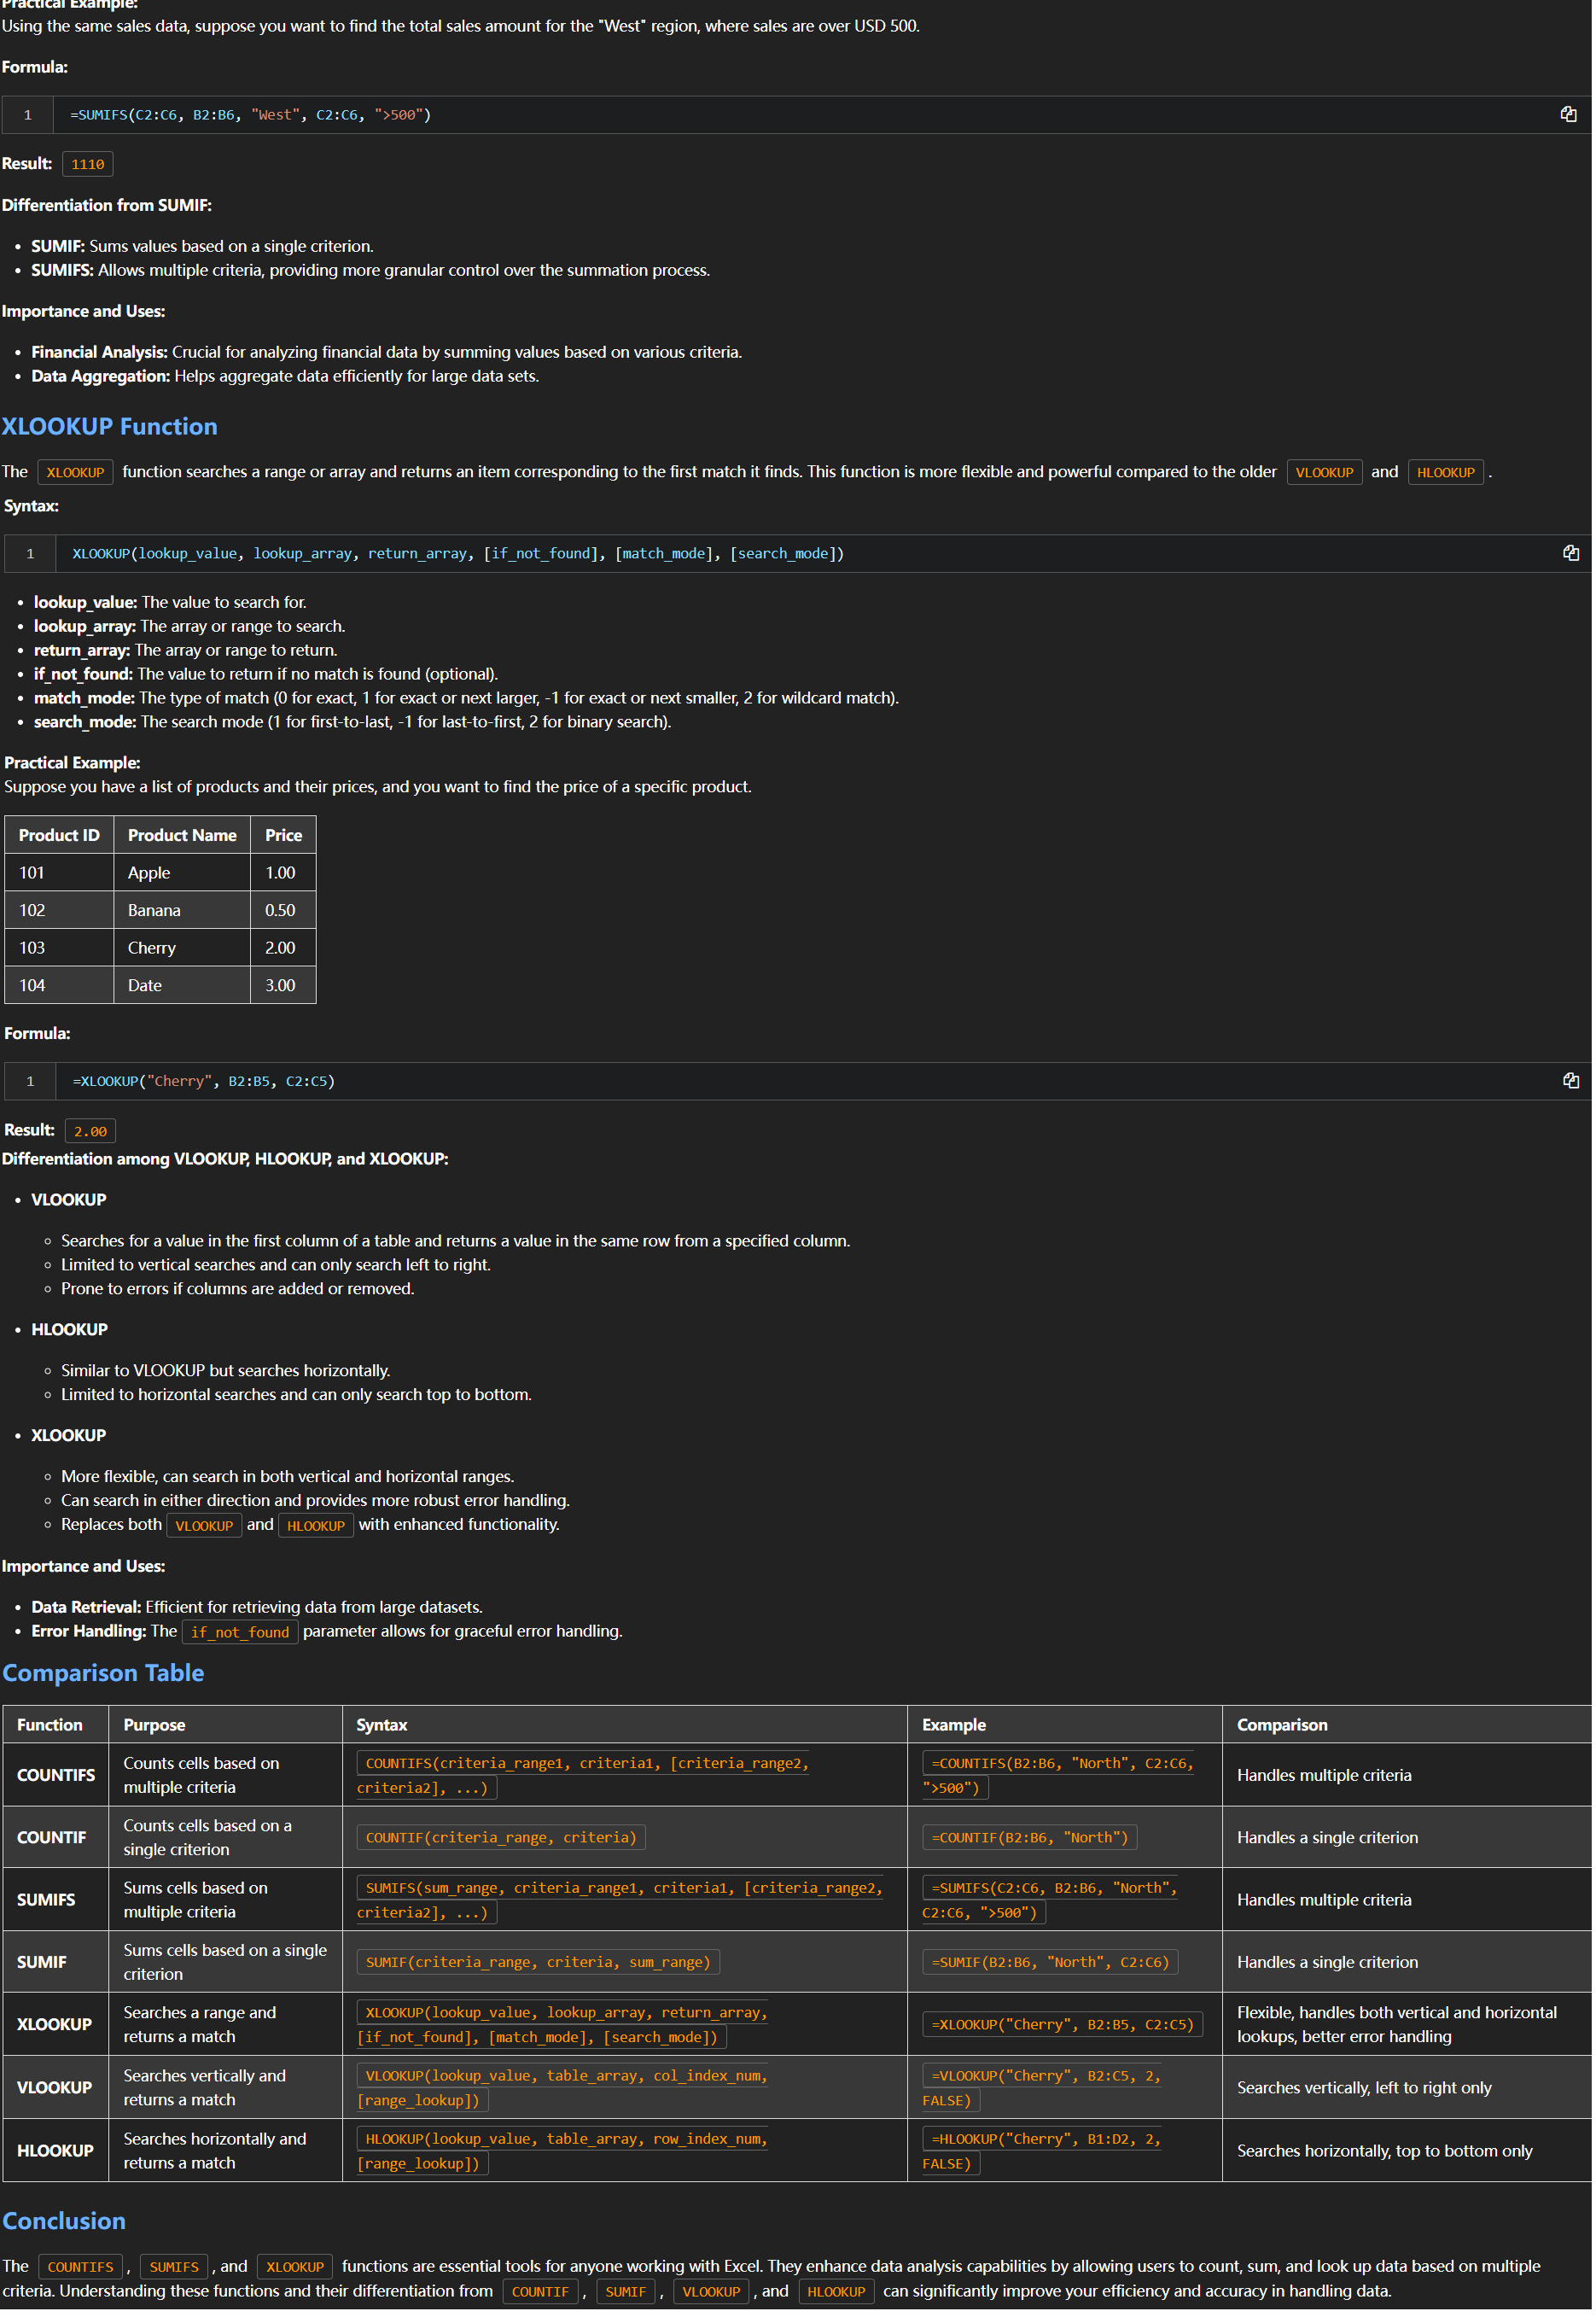 Practical Example:
Using the same sales data, suppose you want to find the total sales amount for the "West" region, where sales are over USD 500.
Formula:
1 =SUMIFS(C2:C6, B2:B6, "West", C2:C6, ">500")
Result: 1110
Differentiation from SUMIF:
• SUMIF: Sums values based on a single criterion.
• SUMIFS: Allows multiple criteria, providing more granular control over the summation process.
Importance and Uses:
• Financial Analysis: Crucial for analyzing financial data by summing values based on various criteria.
• Data Aggregation: Helps aggregate data efficiently for large data sets.
XLOOKUP Function
The XLOOKUP function searches a range or array and returns an item corresponding to the first match it finds. This function is more flexible and powerful compared to the older VLOOKUP and HLOOKUP .
Syntax:
1 XLOOKUP(lookup_value, lookup_array, return_array, [if_not_found], [match_mode], [search_mode])
• lookup_value: The value to search for.
• lookup_array: The array or range to search.
• return_array: The array or range to return.
• if_not_found: The value to return if no match is found (optional).
• match_mode: The type of match (0 for exact, 1 for exact or next larger, -1 for exact or next smaller, 2 for wildcard match).
• search_mode: The search mode (1 for first-to-last, -1 for last-to-first, 2 for binary search).
Practical Example:
Suppose you have a list of products and their prices, and you want to find the price of a specific product.
Product ID Product Name Price
101 Apple 1.00
102 Banana 0.50
103 Cherry 2.00
104 Date 3.00
Formula:
1 =XLOOKUP("Cherry", B2:B5, C2:C5)
Result: 2.00
Differentiation among VLOOKUP, HLOOKUP, and XLOOKUP:
• VLOOKUP
◦ Searches for a value in the first column of a table and returns a value in the same row from a specified column.
◦ Limited to vertical searches and can only search left to right.
◦ Prone to errors if columns are added or removed.
• HLOOKUP
◦ Similar to VLOOKUP but searches horizontally.
◦ Limited to horizontal searches and can only search top to bottom.
• XLOOKUP
◦ More flexible, can search in both vertical and horizontal ranges.
◦ Can search in either direction and provides more robust error handling.
◦ Replaces both VLOOKUP and HLOOKUP with enhanced functionality.
Importance and Uses:
• Data Retrieval: Efficient for retrieving data from large datasets.
• Error Handling: The if_not_found parameter allows for graceful error handling.
Comparison Table
Function Purpose Syntax Example Comparison
COUNTIFS
Counts cells based on
multiple criteria
COUNTIFS(criteria_range1, criteria1, [criteria_range2,
criteria2], ...)
=COUNTIFS(B2:B6, "North", C2:C6,
">500")
Handles multiple criteria
COUNTIF
Counts cells based on a
single criterion
COUNTIF(criteria_range, criteria)
=COUNTIF(B2:B6, "North")
Handles a single criterion
SUMIFS
Sums cells based on
multiple criteria
SUMIFS(sum_range, criteria_range1, criteria1, [criteria_range2,
criteria2], ...)
=SUMIFS(C2:C6, B2:B6, "North",
C2:C6, ">500")
Handles multiple criteria
SUMIF
Sums cells based on a single
criterion
SUMIF(criteria_range, criteria, sum_range)
=SUMIF(B2:B6, "North", C2:C6)
Handles a single criterion
XLOOKUP
Searches a range and
returns a match
XLOOKUP(lookup_value, lookup_array, return_array,
[if_not_found], [match_mode], [search_mode])
=XLOOKUP("Cherry", B2:B5, C2:C5)
Flexible, handles both vertical and horizontal
lookups, better error handling
VLOOKUP
Searches vertically and
returns a match
VLOOKUP(lookup_value, table_array, col_index_num,
[range_lookup])
=VLOOKUP("Cherry", B2:C5, 2,
FALSE)
Searches vertically, left to right only
HLOOKUP
Searches horizontally and
returns a match
HLOOKUP(lookup_value, table_array, row_index_num,
[range_lookup])
=HLOOKUP("Cherry", B1:D2, 2,
FALSE)
Searches horizontally, top to bottom only
Conclusion
The COUNTIFS , SUMIFS , and XLOOKUP functions are essential tools for anyone working with Excel. They enhance data analysis capabilities by allowing users to count, sum, and look up data based on multiple
criteria. Understanding these functions and their differentiation from COUNTIF , SUMIF , VLOOKUP , and HLOOKUP can significantly improve your efficiency and accuracy in handling data.